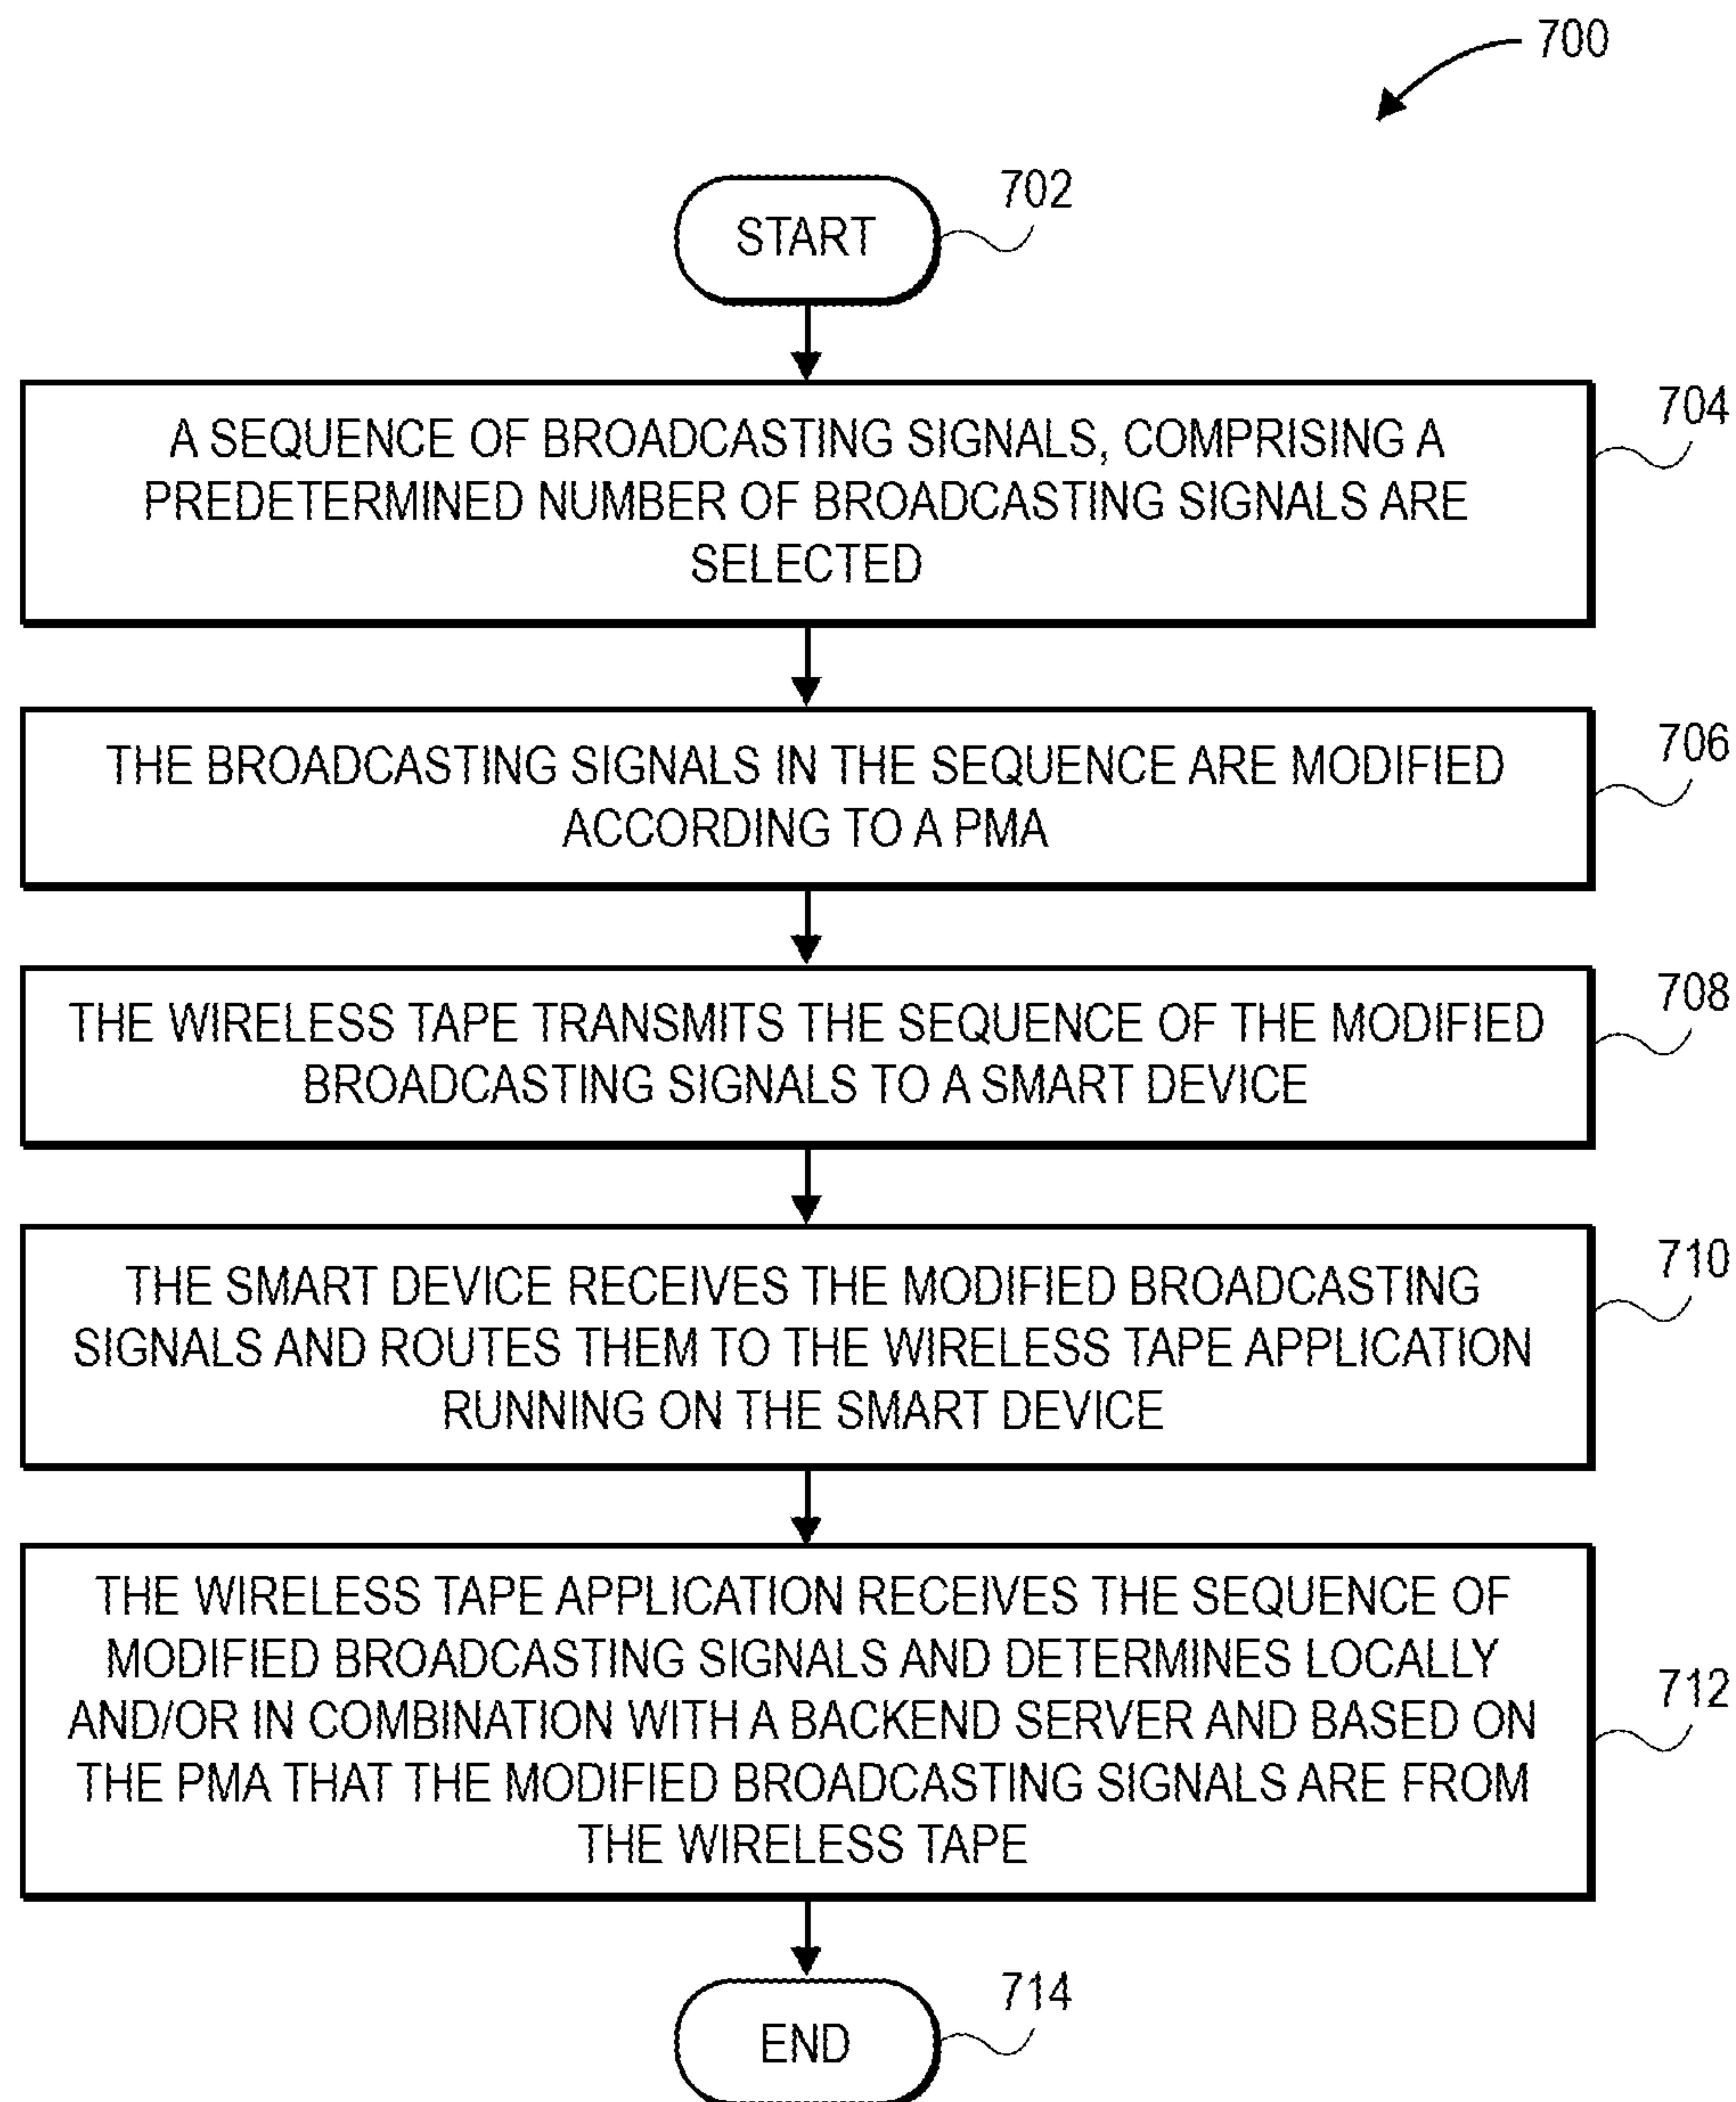 700
702
START
704
A SEQUENCE OF BROADCASTING SIGNALS, COMPRISING A
PREDETERMINED NUMBER OF BROADCASTING SIGNALS ARE
SELECTED
706
THE BROADCASTING SIGNALS IN THE SEQUENCE ARE MODIFIED
ACCORDING TO A PMA
708
THE WIRELESS TAPE TRANSMITS THE SEQUENCE OF THE MODIFIED
BROADCASTING SIGNALS TO A SMART DEVICE
710
THE SMART DEVICE RECEIVES THE MODIFIED BROADCASTING
SIGNALS AND ROUTES THEM TO THE WIRELESS TAPE APPLICATION
RUNNING ON THE SMART DEVICE
THE WIRELESS TAPE APPLICATION RECEIVES THE SEQUENCE OF
MODIFIED BROADCASTING SIGNALS AND DETERMINES LOCALLY
712
AND/OR IN COMBINATION WITH A BACKEND SERVER AND BASED ON
THE PMA THAT THE MODIFIED BROADCASTING SIGNALS ARE FROM
THE WIRELESS TAPE
714
END